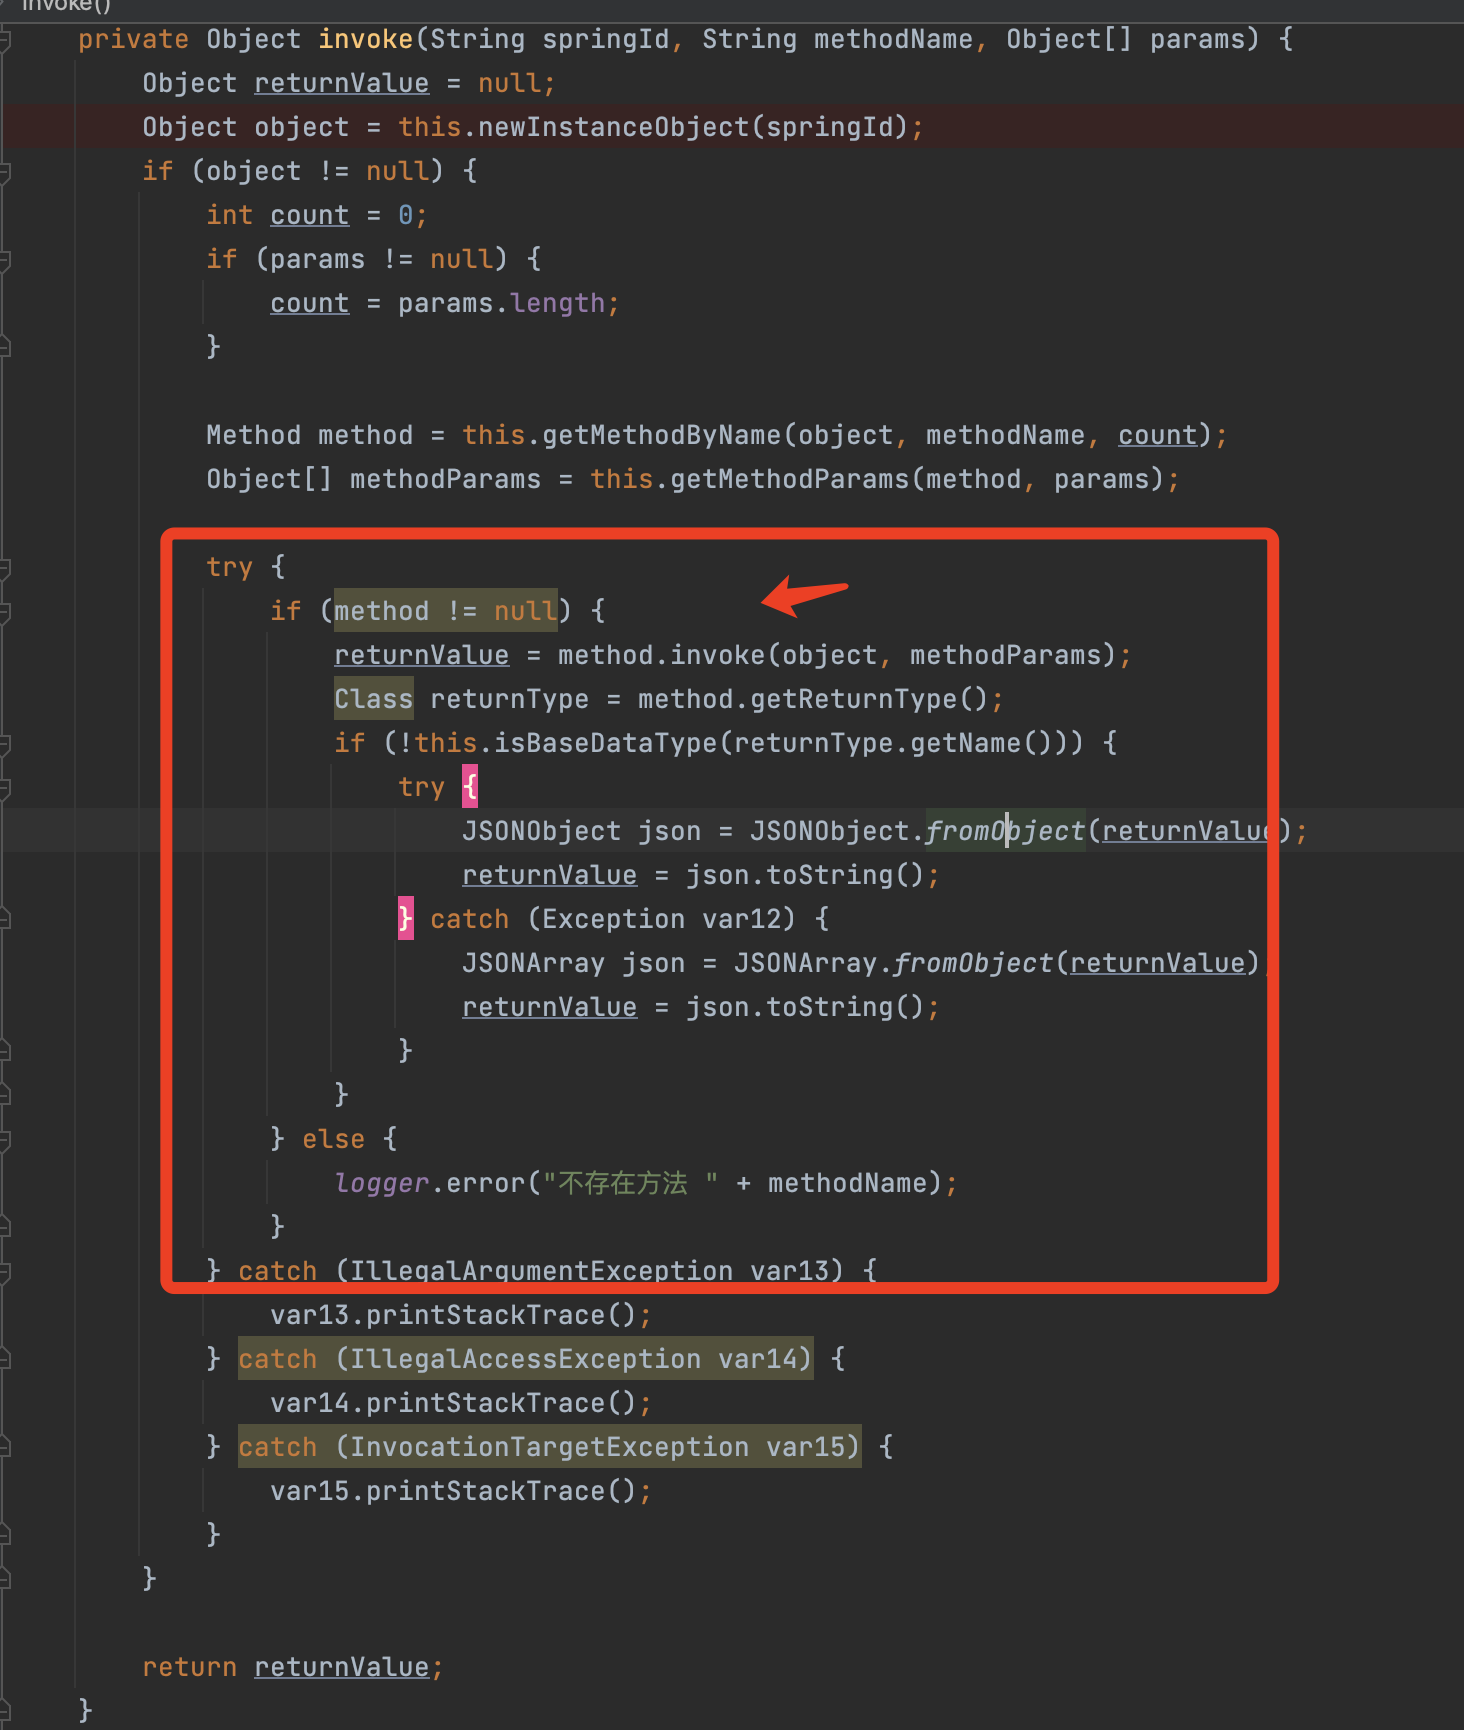 invoke()
private Object invoke(String springId, String methodName, Object[] params) {
Object returnValue = null;
Object object = this.newInstanceObject(springId);
if (object != null) {
int count = 0;
if (params != null) {
count = params.length;
}
Method method = this.getMethodByName(object, methodName, count);
Object[] methodParams = this.getMethodParams(method, params);
try {
if (method != null) {
returnValue = method.invoke(object, methodParams);
Class returnType = method.getReturnType();
if (!this.isBaseDataType(returnType.getName())) {
try {
JSONObject json = JSONObject.fromObject(returnValue);
returnValue = json.toString();
} catch (Exception var12) {
JSONArray json = JSONArray.fromObject(returnValue);
returnValue = json.toString();
}
}
} else {
logger.error("不存在方法 " + methodName);
}
} catch (IllegalArgumentException var13) {
var13.printStackTrace();
} catch (IllegalAccessException var14) {
var14.printStackTrace();
} catch (InvocationTargetException var15) {
var15.printStackTrace();
}
}
return returnValue;
}